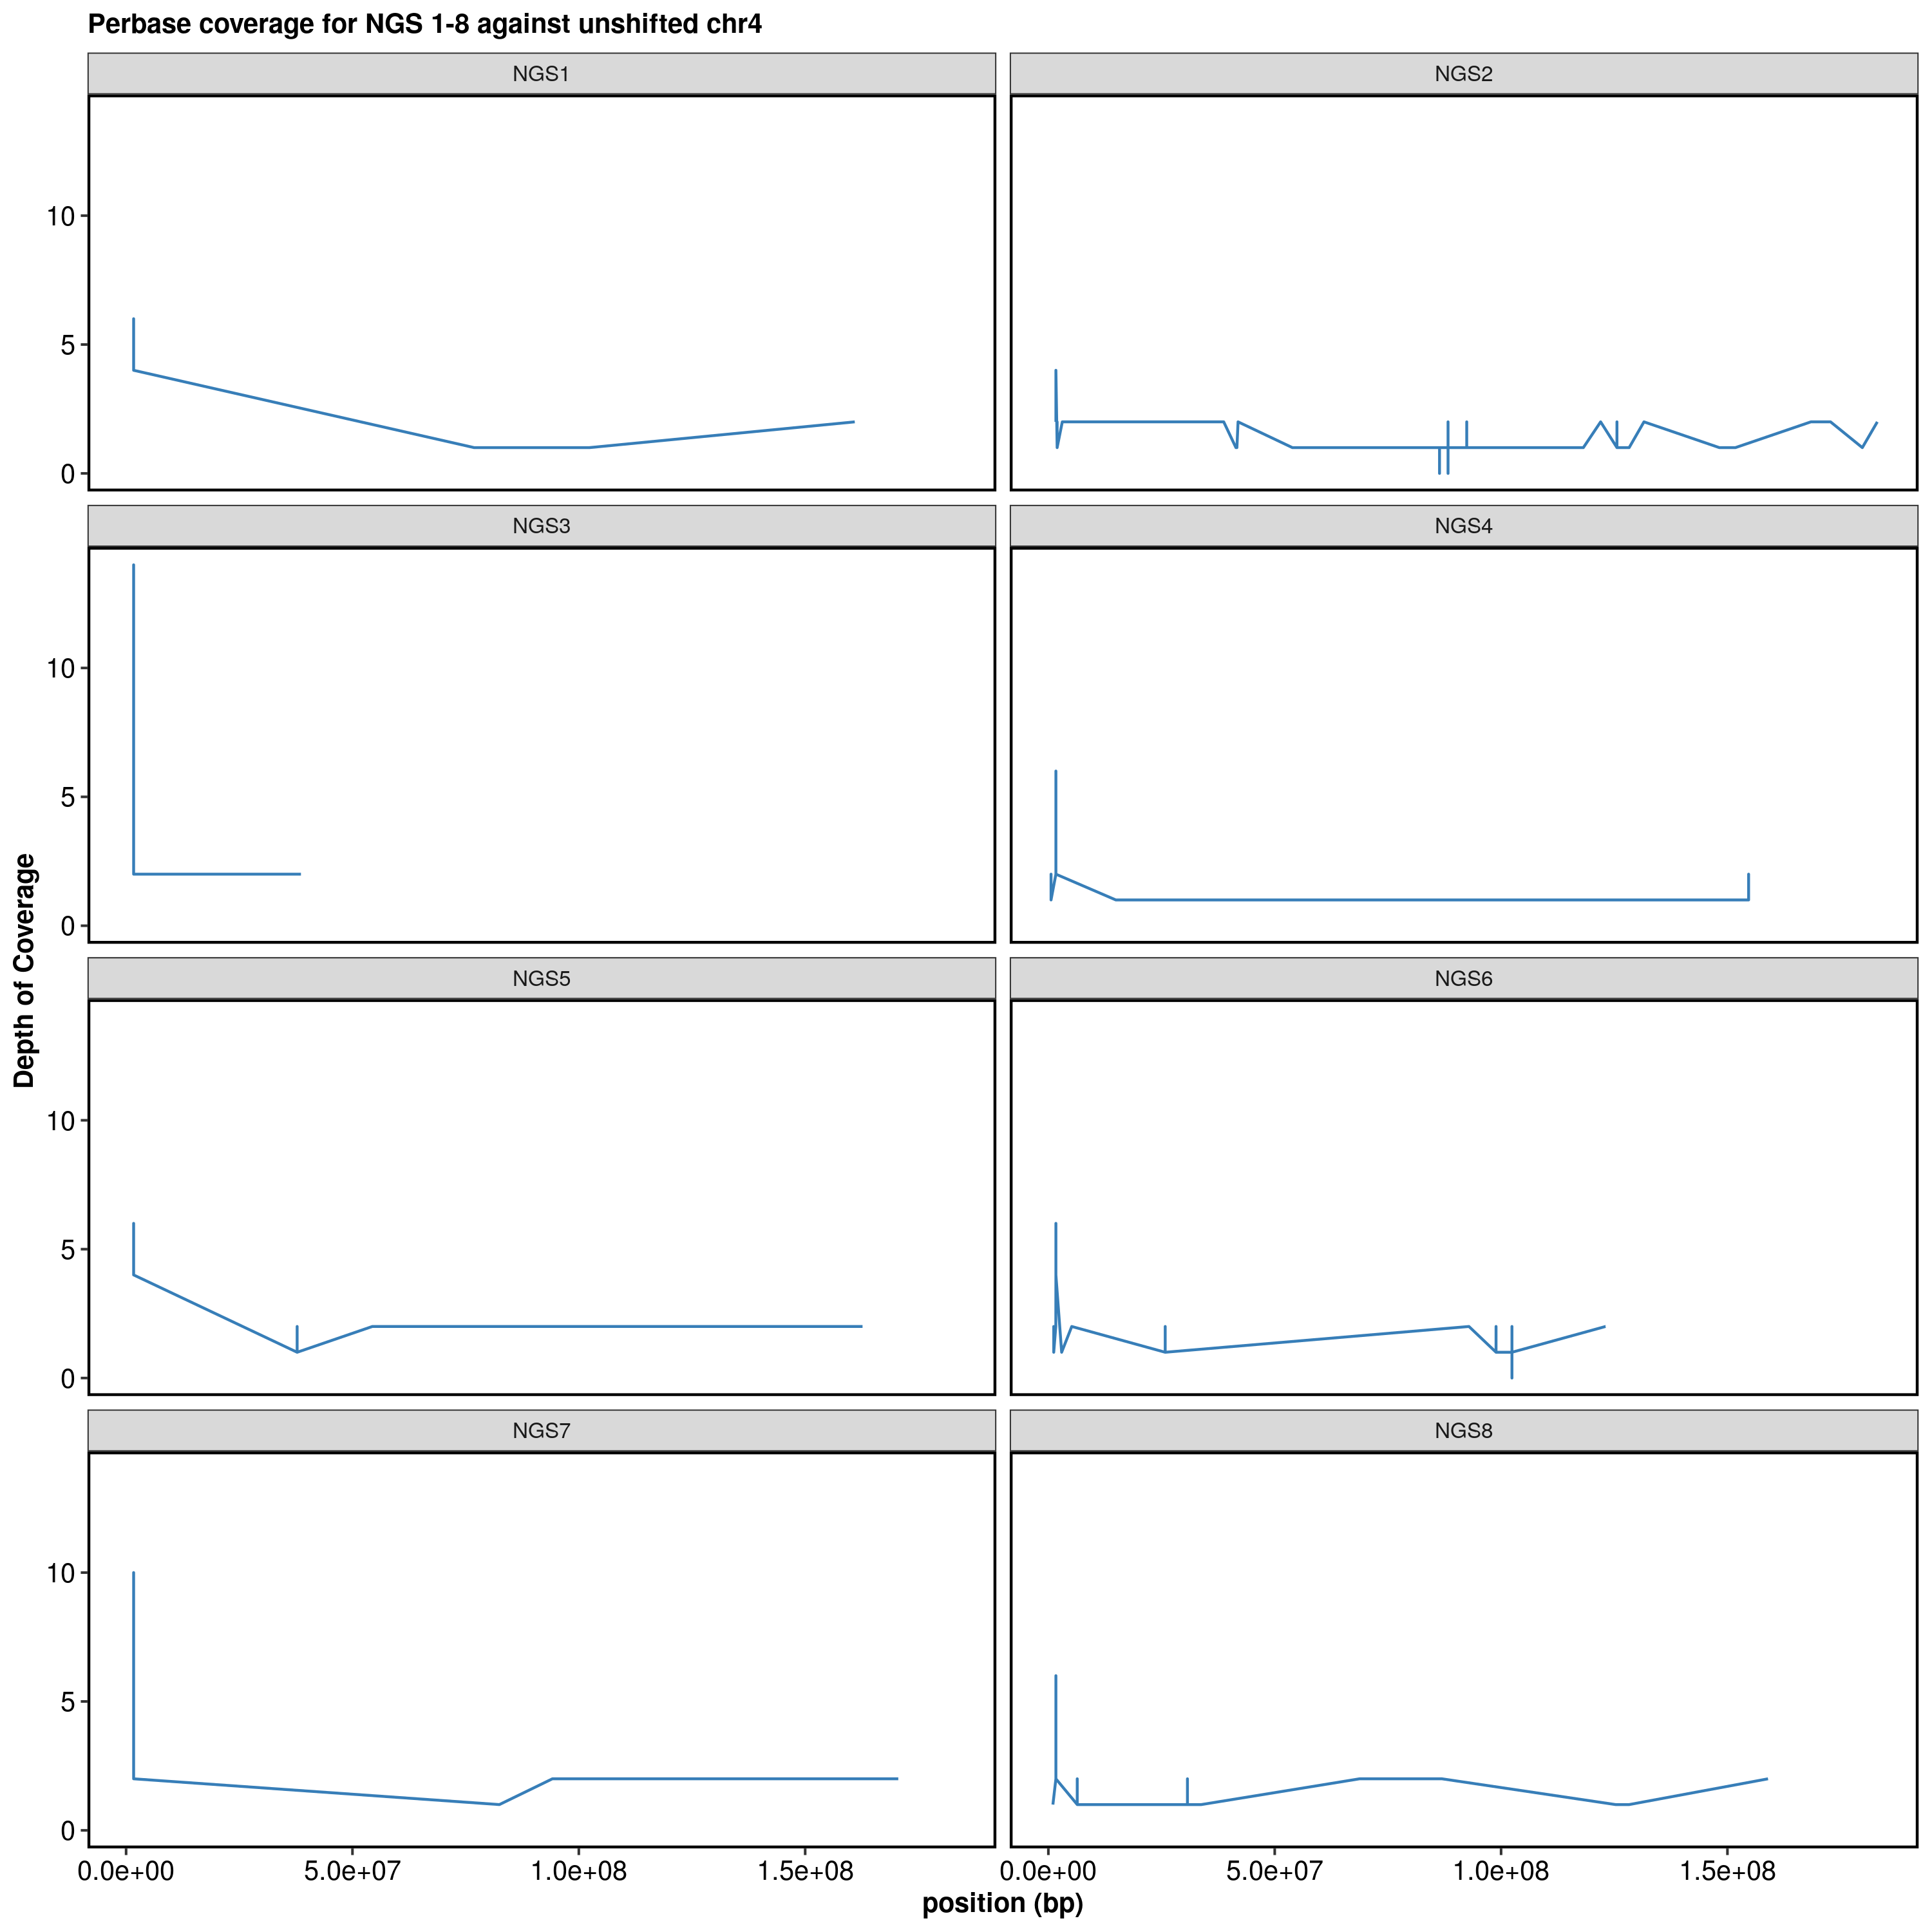 Perbase coverage for NGS 1-8 against unshifted chr4
NGS1
NGS2
10
5
0
NGS3
NGS4
10
5
0
Depth of Coverage
NGS5
NGS6
10
5
0
NGS7
NGS8
10
5
0
0.0e+00 5.0e+07 1.0e+08 1.5e+08
0.0e+00 5.0e+07 1.0e+08 1.5e+08
position (bp)